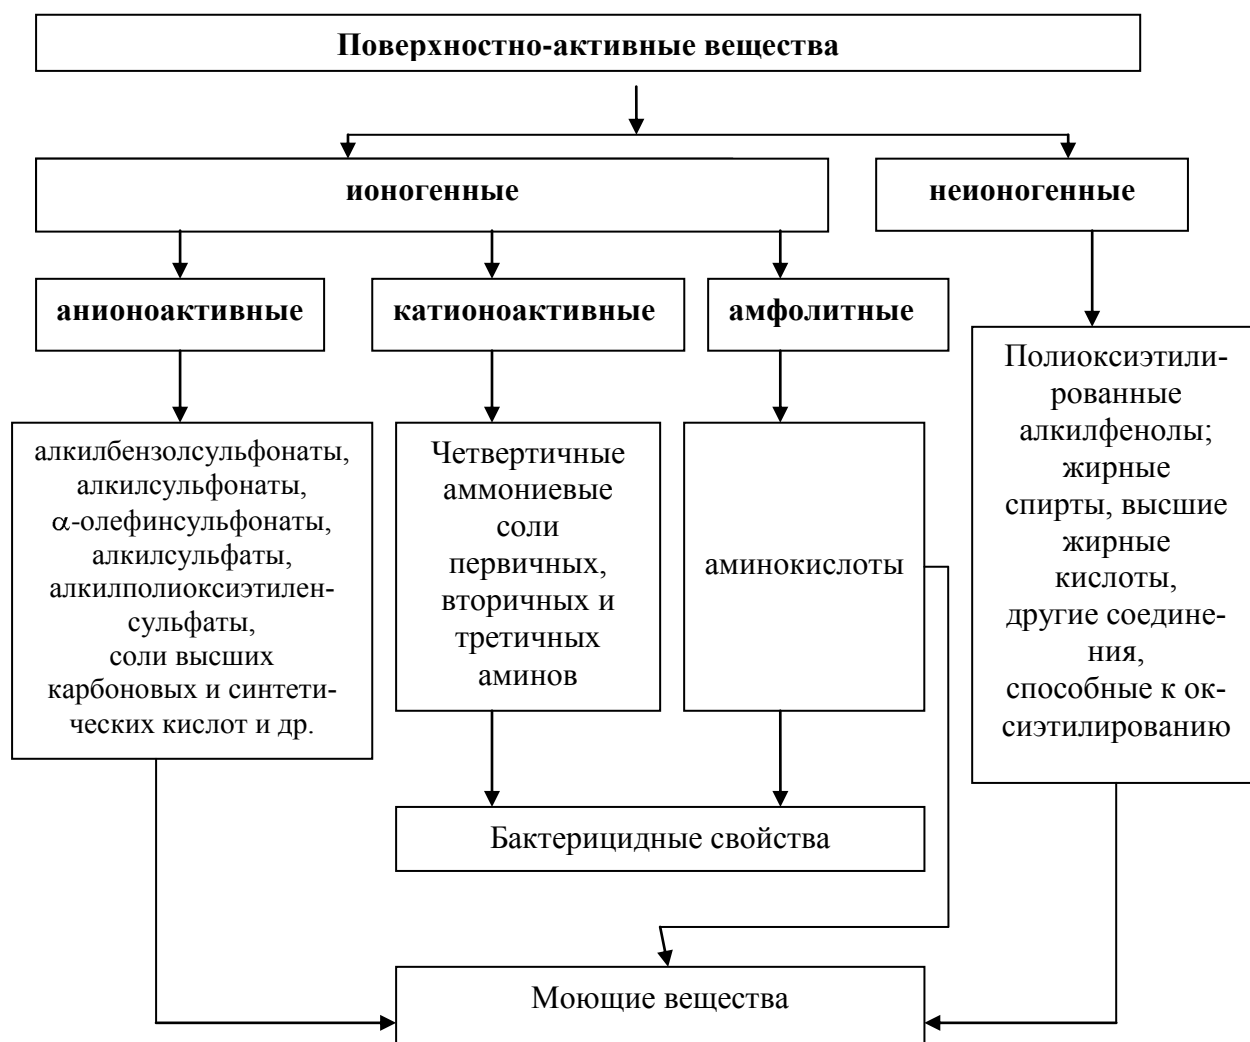 Поверхностно-активные вещества
ионогенные
неионогенные
анионоактивные
катионоактивные
амфолитные
алкилбензолсульфонаты,
алкилсульфонаты,
α-олефинсульфонаты,
алкилсульфаты,
алкилполиоксиэтилен-
сульфаты,
соли высших
карбоновых и синтети-
ческих кислот и др.
Четвертичные
аммониевые
соли
первичных,
вторичных и
третичных
аминов
аминокислоты
Полиоксиэтили-
рованные
алкилфенолы;
жирные
спирты, высшие
жирные
кислоты,
другие соедине-
ния,
способные к ок-
сиэтилированию
Бактерицидные свойства
Моющие вещества